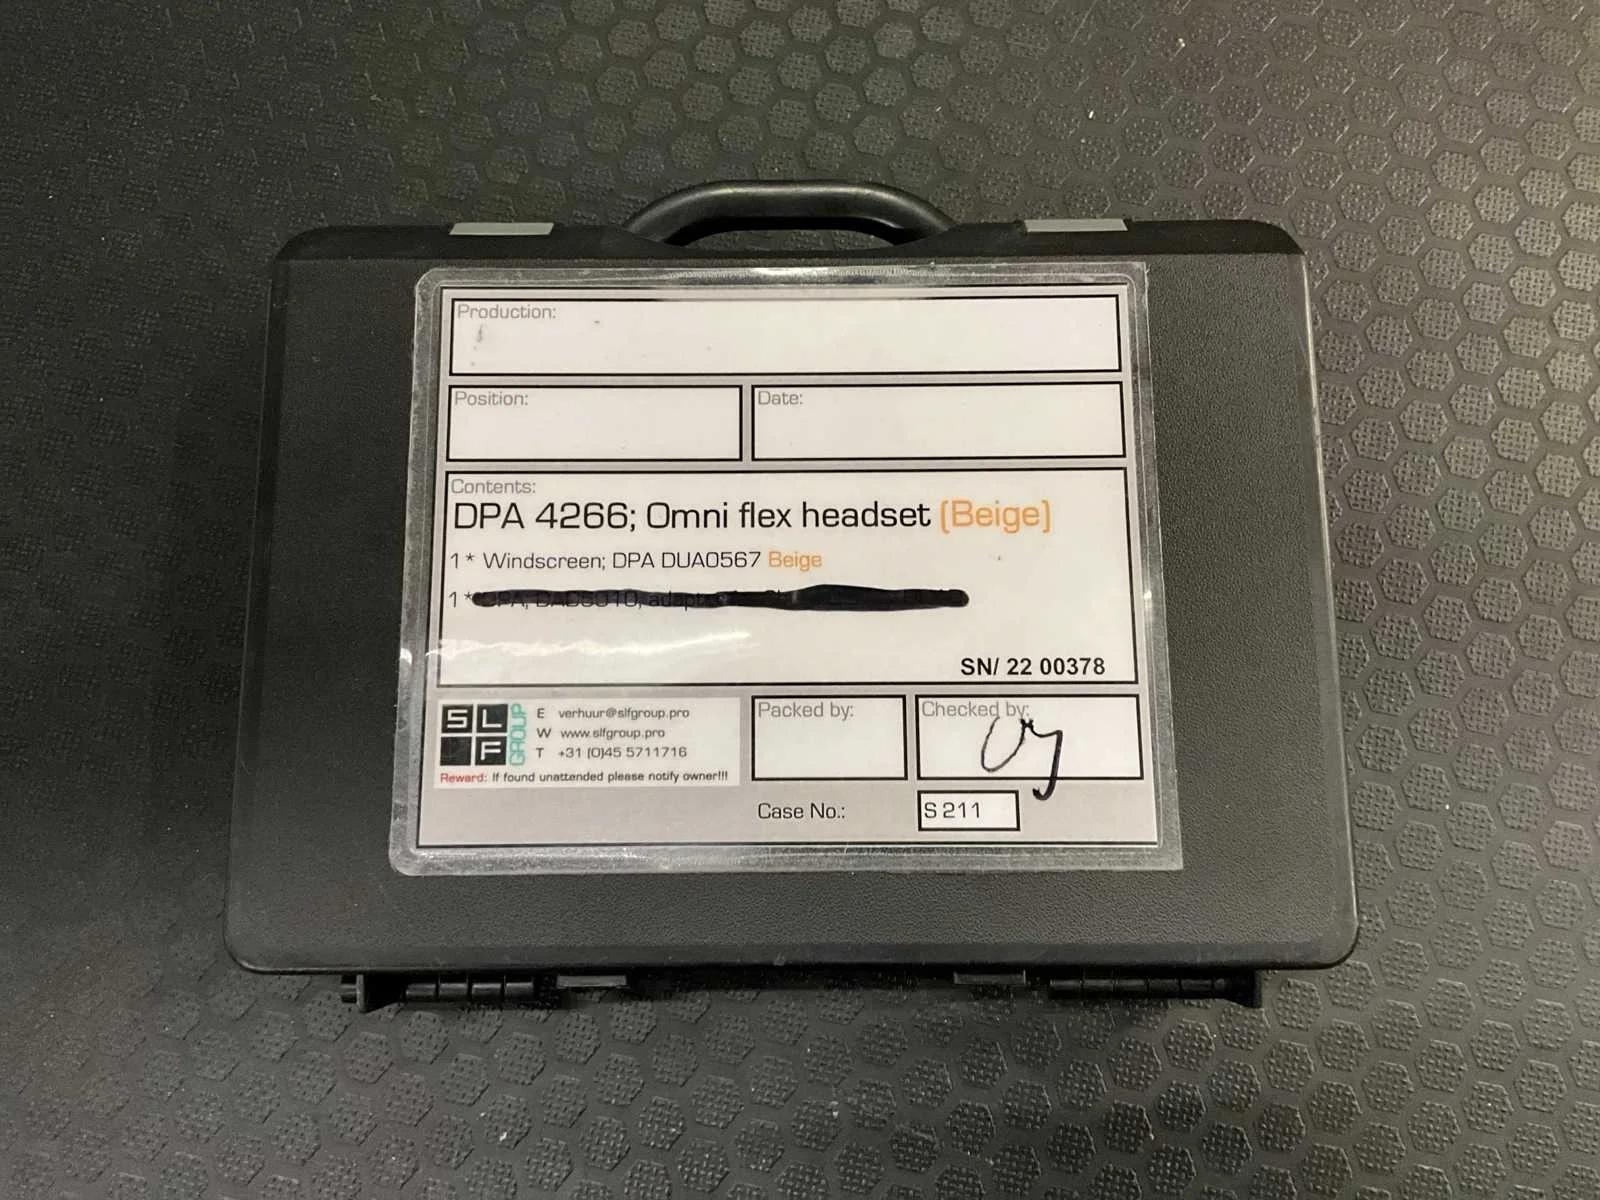 Production:
Position:
Date:
Contents:
DPA 4266; Omni flex headset (Beige)
1* Windscreen; DPA DUA0567 Beige
1*
SN/ 22 00378
SLF GROUP
E verhuur@slfgroup.pro
W www.slfgroup.pro
T +31 (0)45 5711716
Reward: If found unattended please notify owner!!!
Packed by:
Checked by:
Case No.:
S 211